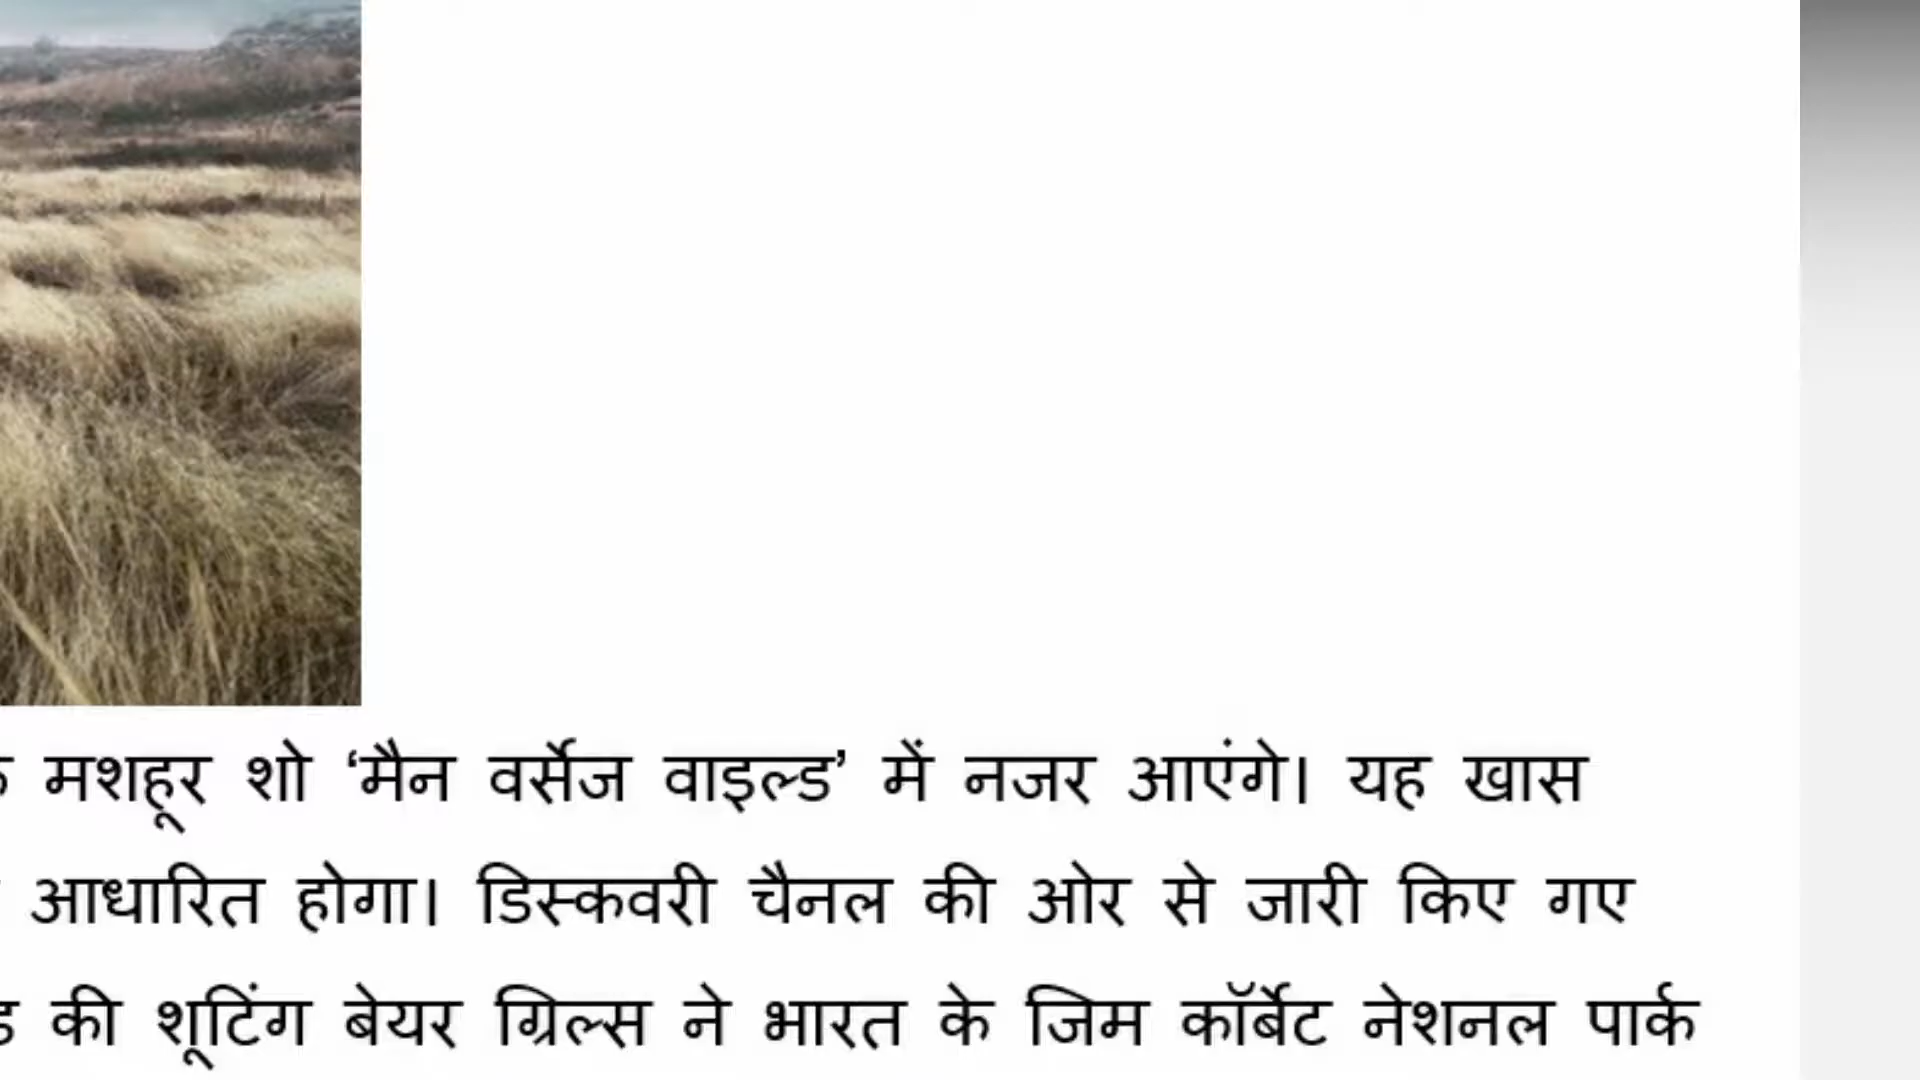 मशहूर शो ‘मैन वर्सेज वाइल्ड’ में नजर आएंगे। यह खास
आधारित होगा। डिस्कवरी चैनल की ओर से जारी किए गए
की शूटिंग बेयर ग्रिल्स ने भारत के जिम कॉर्बेट नेशनल पार्क